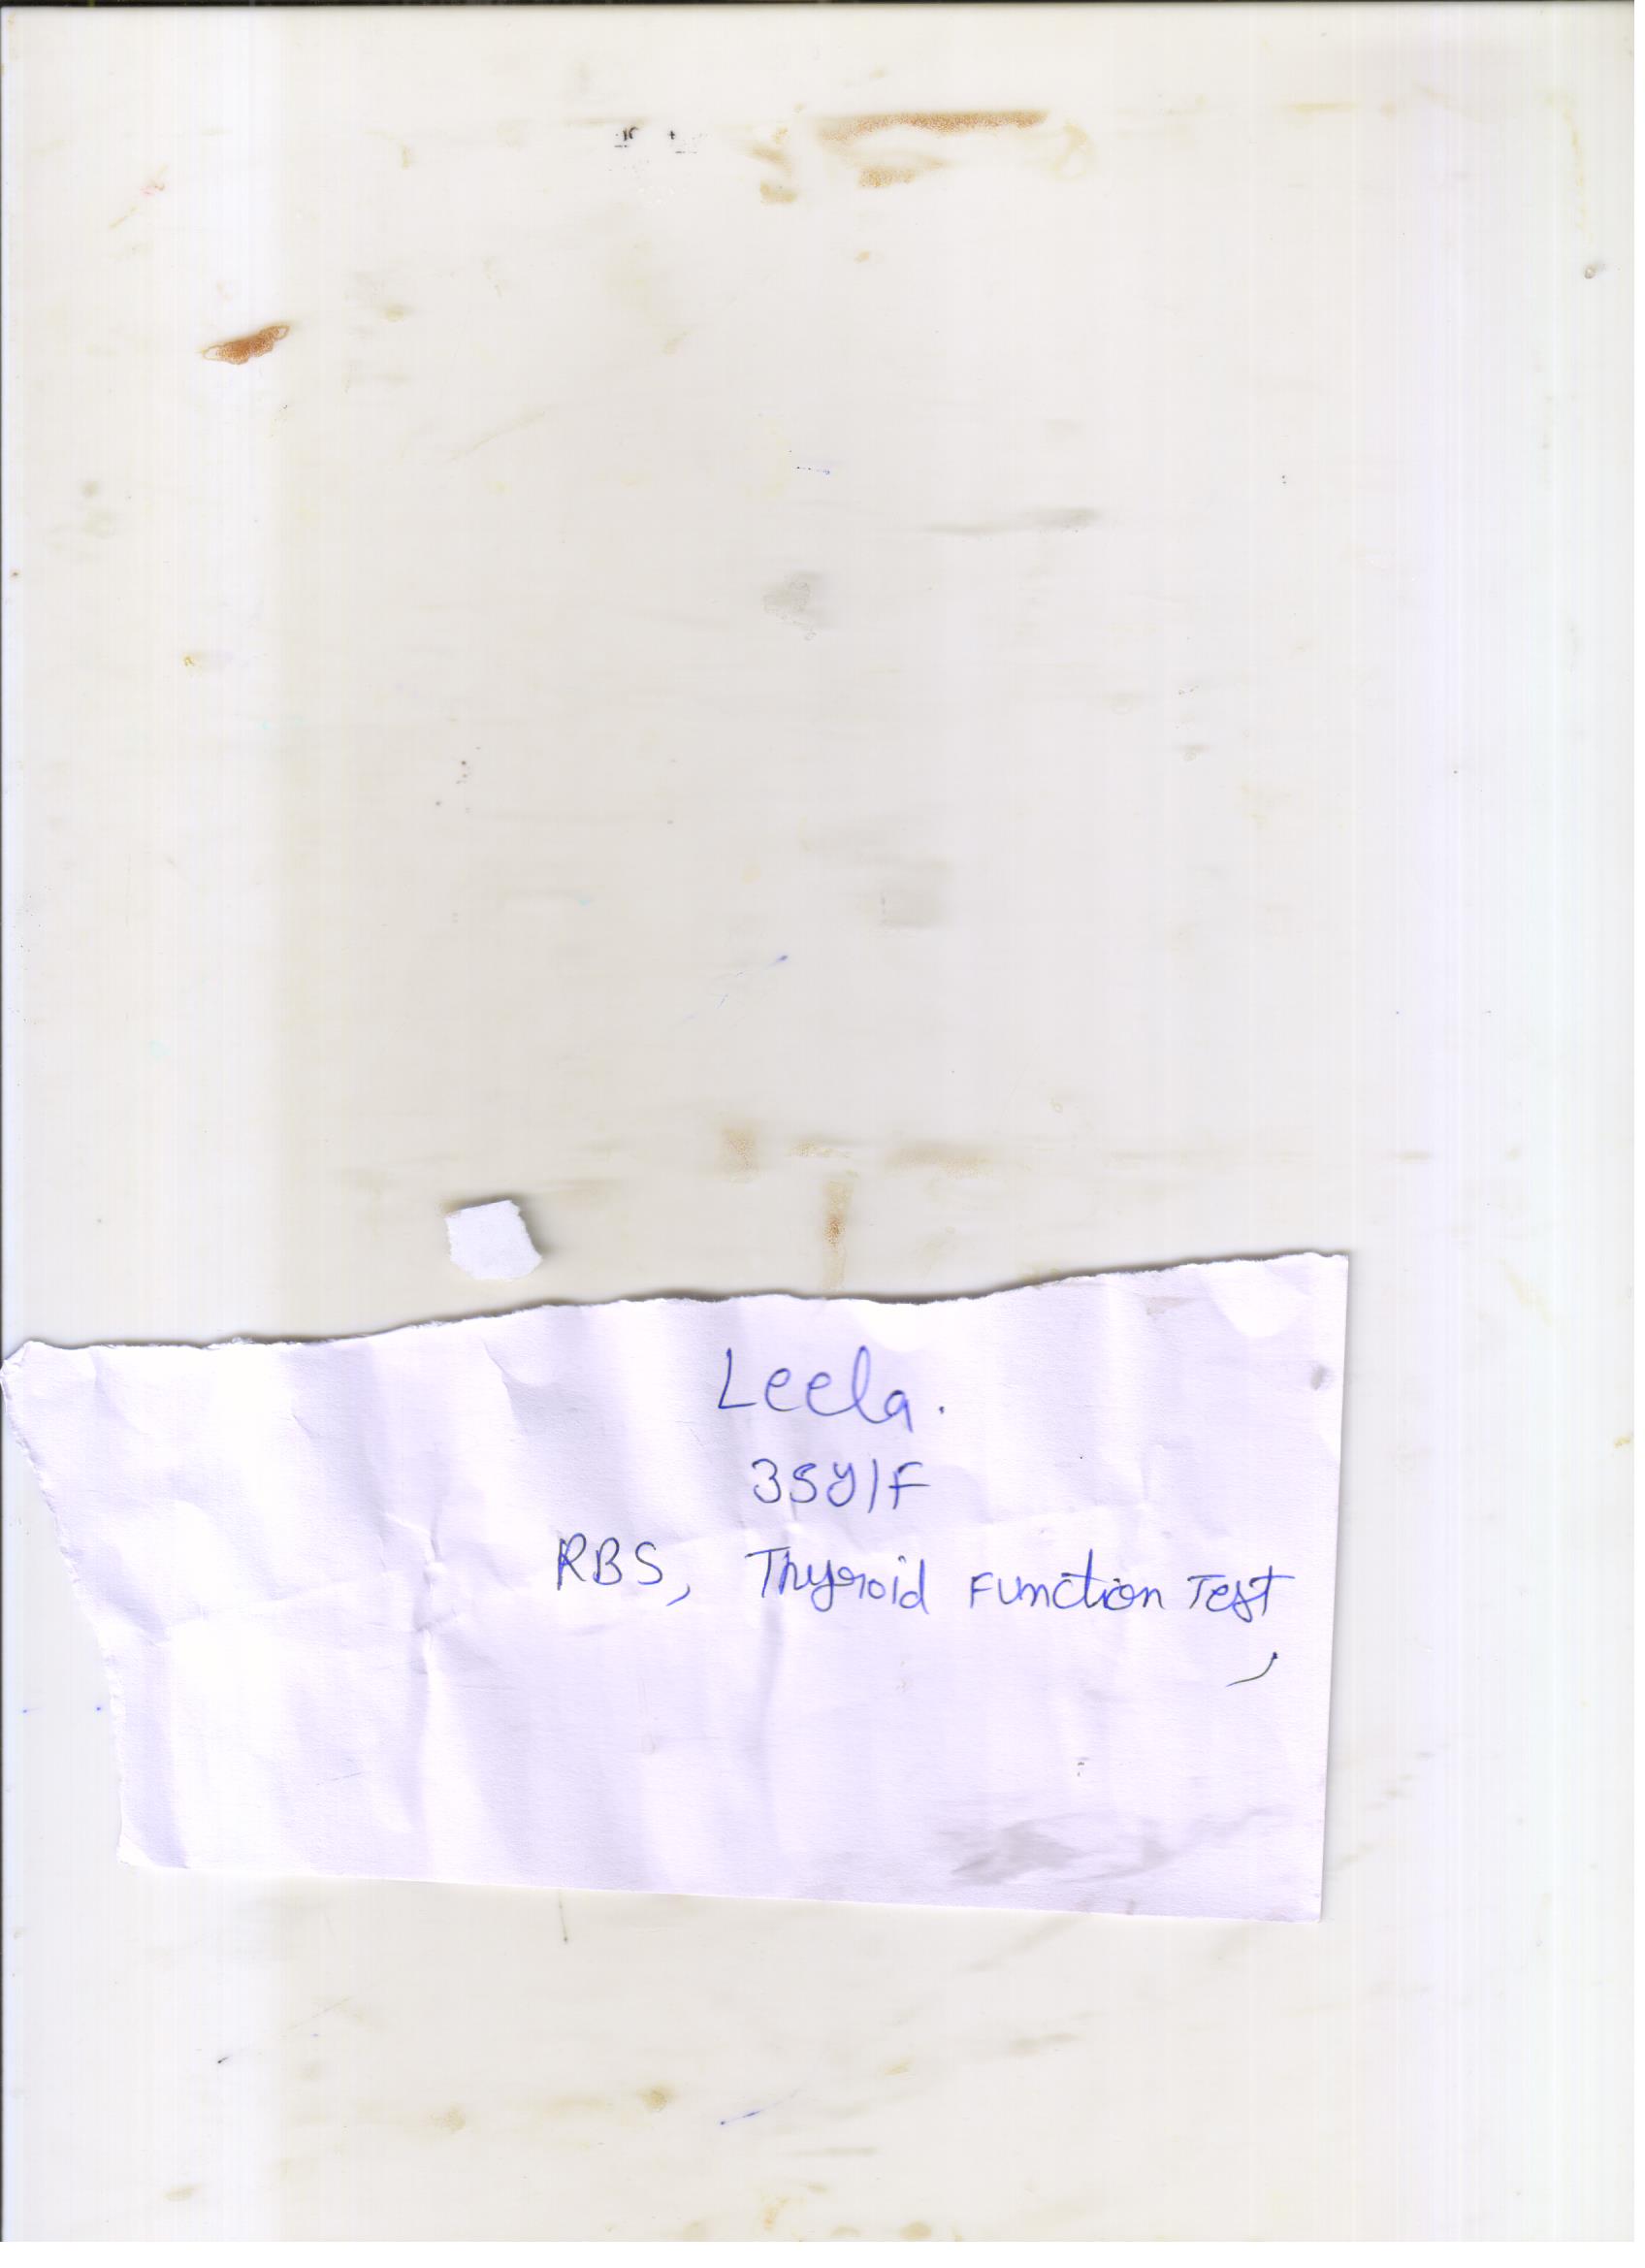 Leela.
35y/F
RBS, Thyroid Function Test